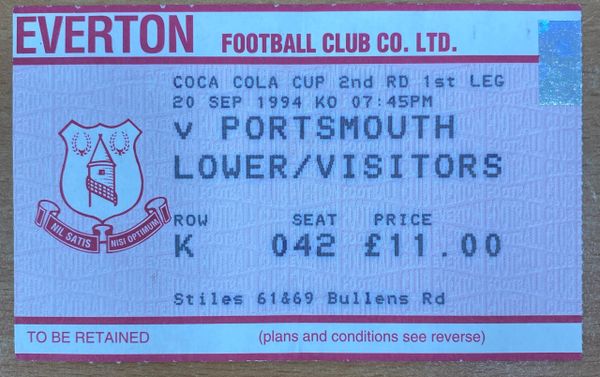 EVERTON FOOTBALL CLUB CO. LTD.
COCA COLA CUP 2nd RD 1st LEG
20 SEP 1994 KO 07:45PM
v PORTSMOUTH
LOWER/VISITORS
NIL SATIS NISI OPTIMUM
ROW SEAT PRICE
K 042 £11.00
Stiles 61&69 Bullens Rd
TO BE RETAINED (plans and conditions see reverse)